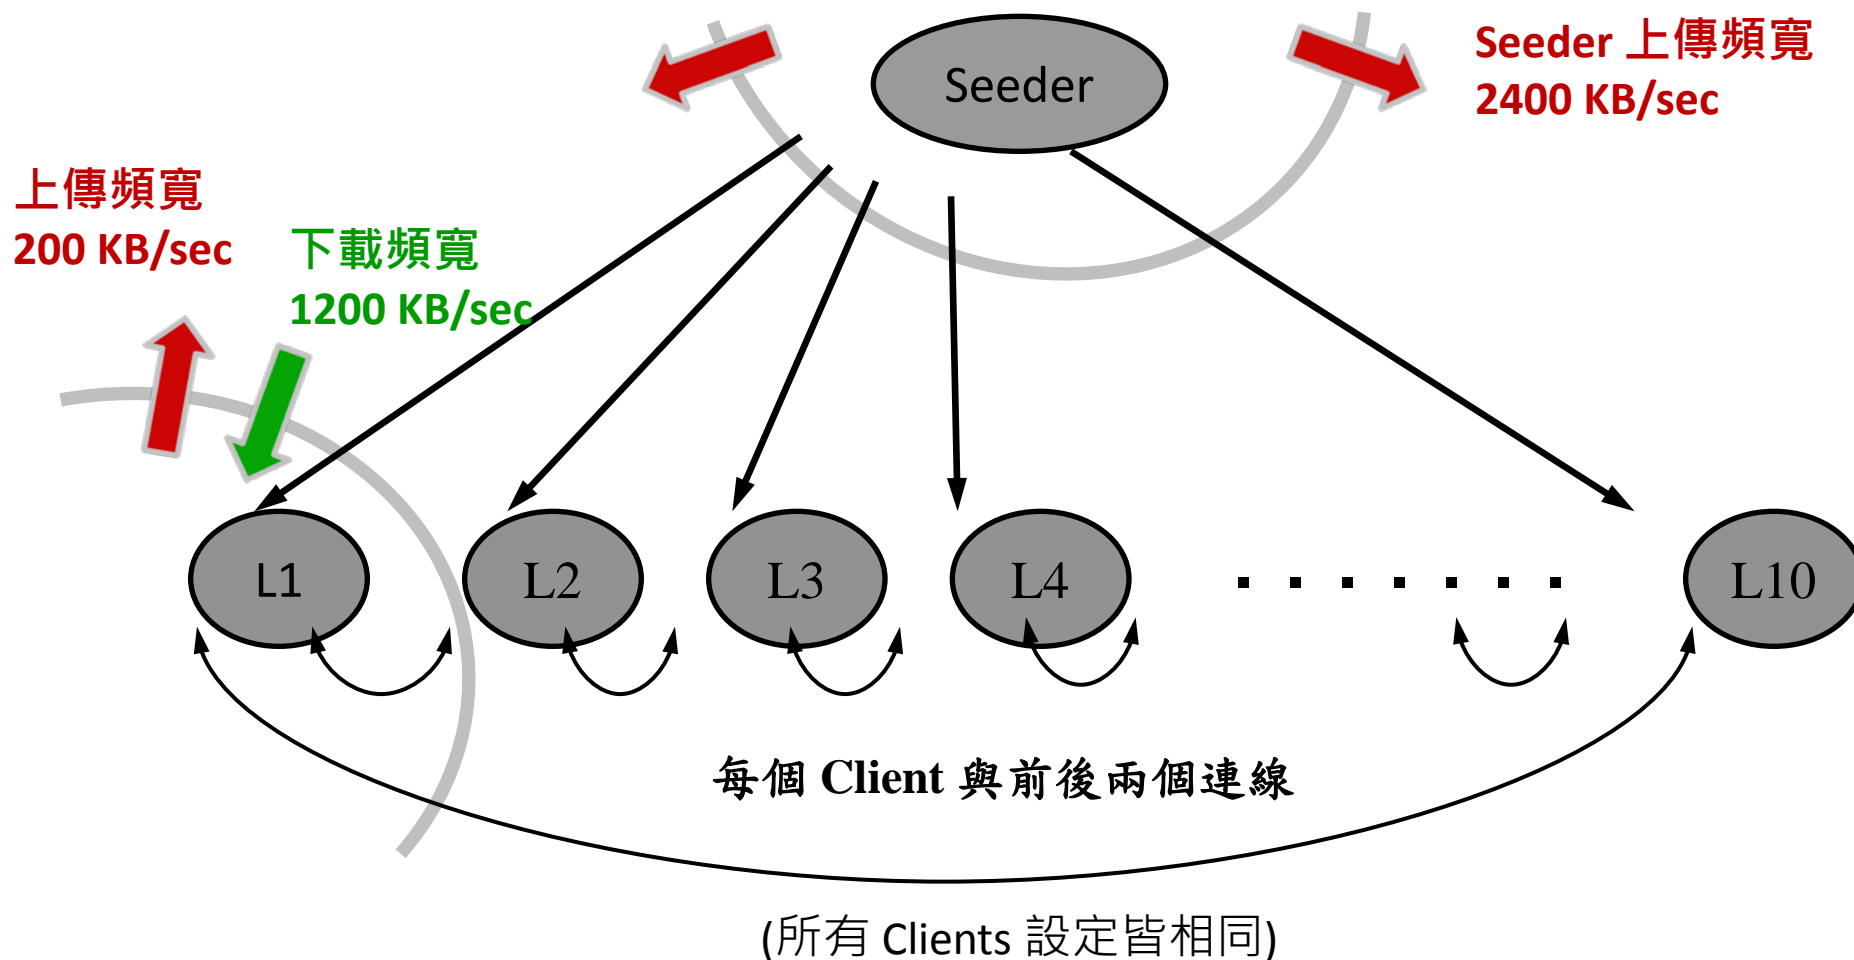 Seeder
Seeder 上傳頻寬
2400 KB/sec
上傳頻寬
200 KB/sec
下載頻寬
1200 KB/sec
L1
L2
L3
L4
L10
每個 Client 與前後兩個連線
(所有 Clients 設定皆相同)